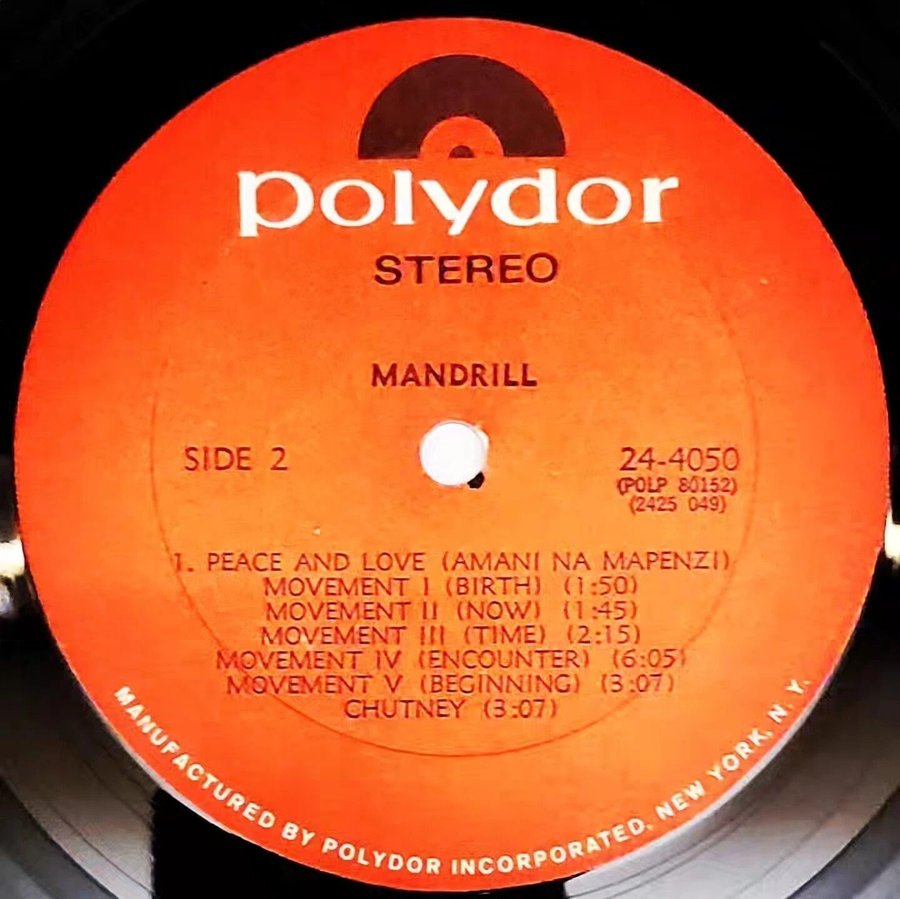 polydor
STEREO
MANDRILL
SIDE 2
24-4050
(POLP 80152)
(2425 049)
1. PEACE AND LOVE (AMANI NA MAPENZI)
MOVEMENT I (BIRTH) (1:50)
MOVEMENT II (NOW) (1:45)
MOVEMENT III (TIME) (2:15)
MOVEMENT IV (ENCOUNTER) (6:05)
MOVEMENT V (BEGINNING) (3:07)
CHUTNEY (3:07)
MANUFACTURED BY POLYDOR INCORPORATED, NEW YORK, N. Y.